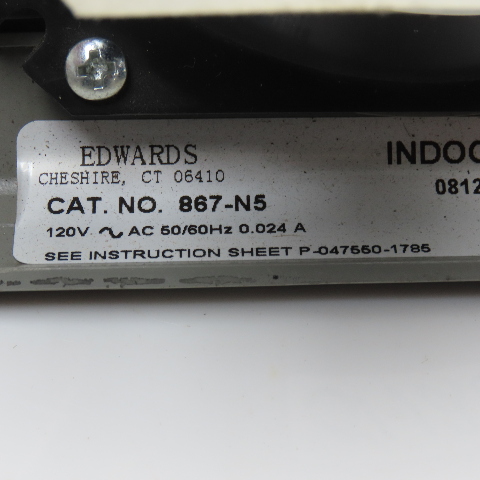 EDWARDS
CHESHIRE, CT 06410
CAT. NO. 867-N5
120V ∿ AC 50/60Hz 0.024 A
SEE INSTRUCTION SHEET P-047550-1785
INDOO
0812